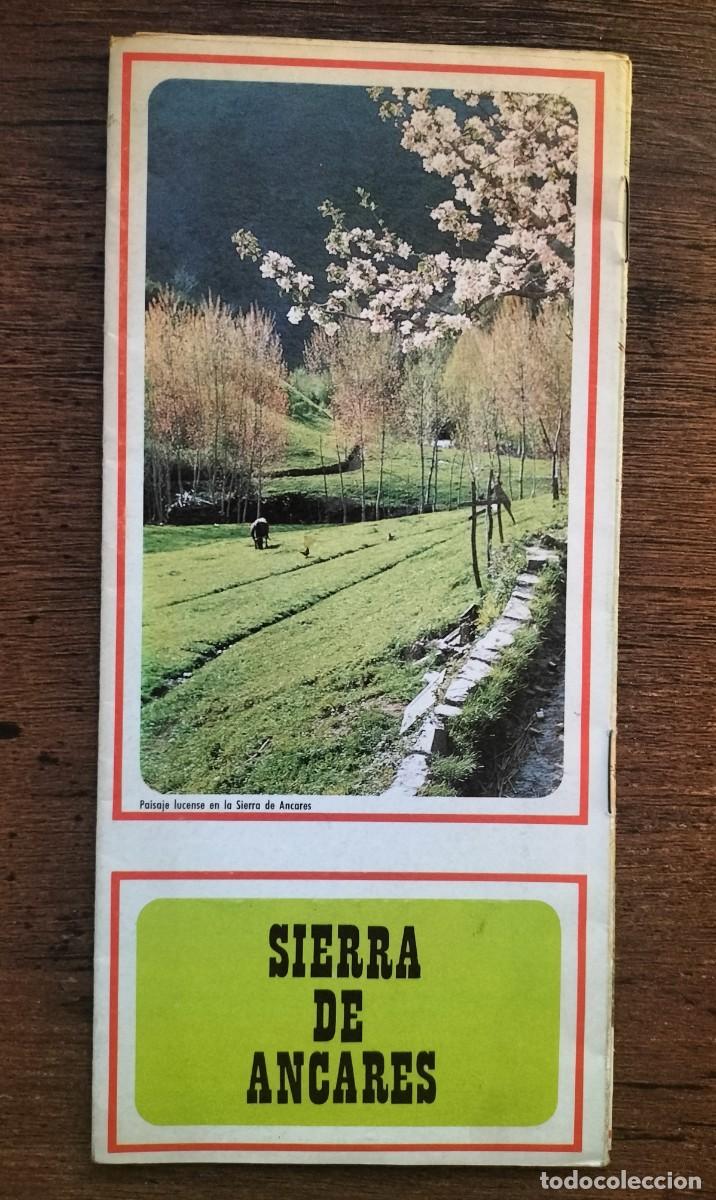 Paisaje lucense en la Sierra de Ancares
SIERRA
DE
ANCARES
todocoleccion